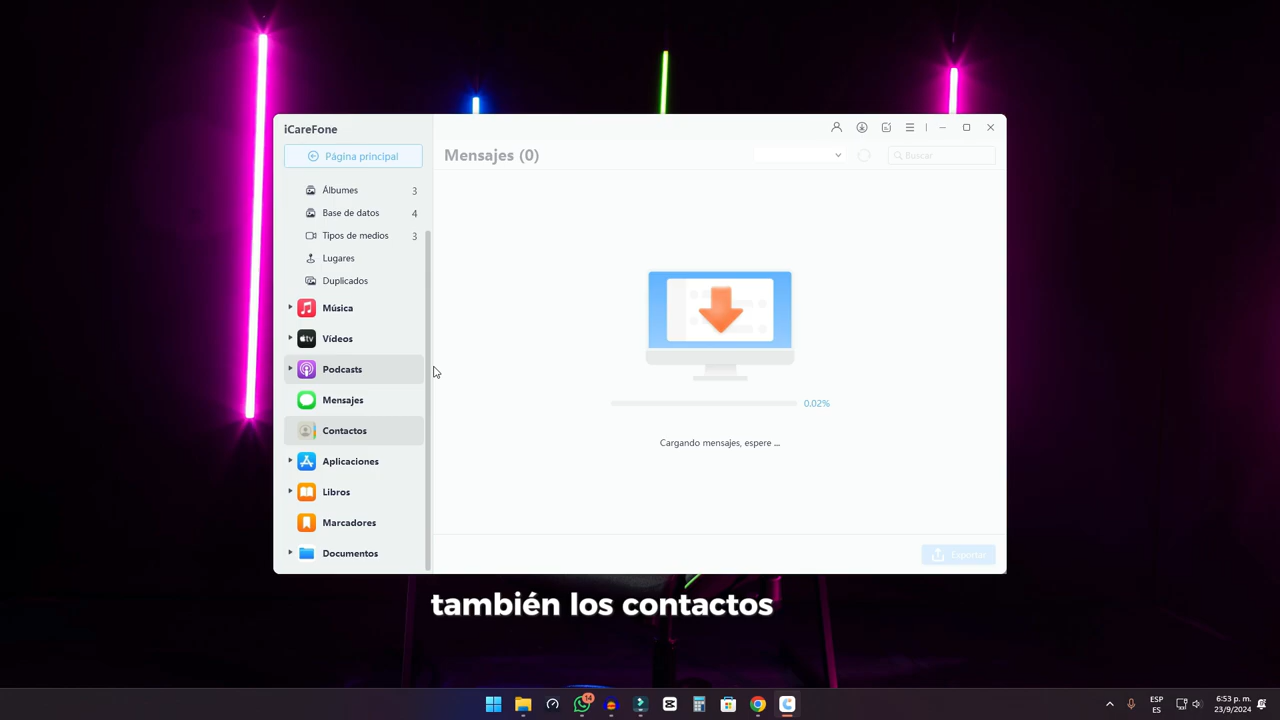 iCareFone
Página principal
Álbumes 3
Base de datos 4
Tipos de medios 3
Lugares
Duplicados
Música
tv
Vídeos
Podcasts
Mensajes
Contactos
Aplicaciones
Libros
Marcadores
Documentos
Mensajes (0)
Buscar
0.02%
Cargando mensajes, espere ...
Exportar
también los contactos
14
ESP
ES
6:53 p. m.
23/9/2024